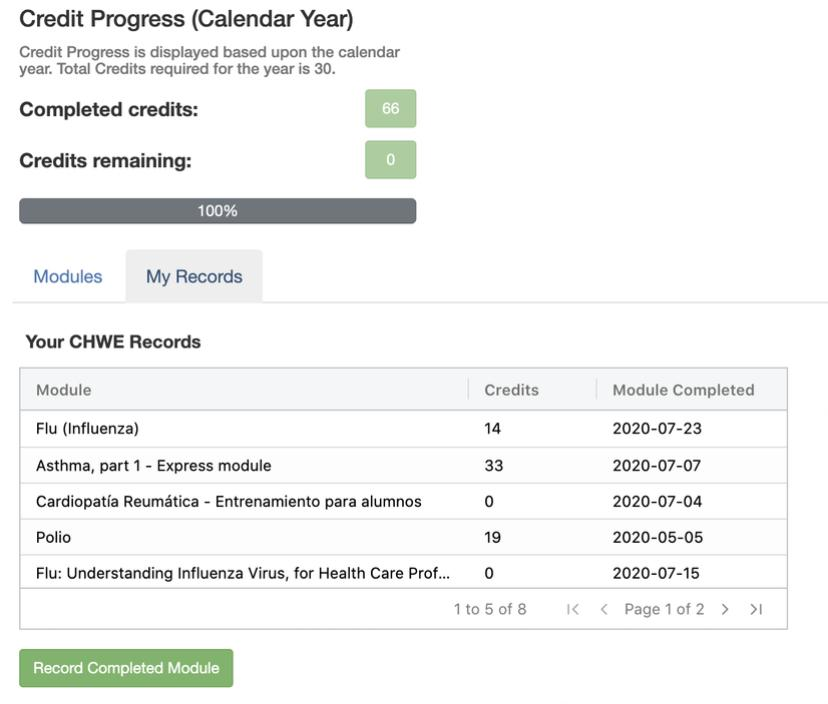 Credit Progress (Calendar Year)
Credit Progress is displayed based upon the calendar
year. Total Credits required for the year is 30.
Completed credits: 66
Credits remaining: 0
100%
Modules My Records
Your CHWE Records
Module Credits Module Completed
Flu (Influenza) 14 2020-07-23
Asthma, part 1 - Express module 33 2020-07-07
Cardiopatía Reumática - Entrenamiento para alumnos 0 2020-07-04
Polio 19 2020-05-05
Flu: Understanding Influenza Virus, for Health Care Prof... 0 2020-07-15
1 to 5 of 8 Page 1 of 2
Record Completed Module